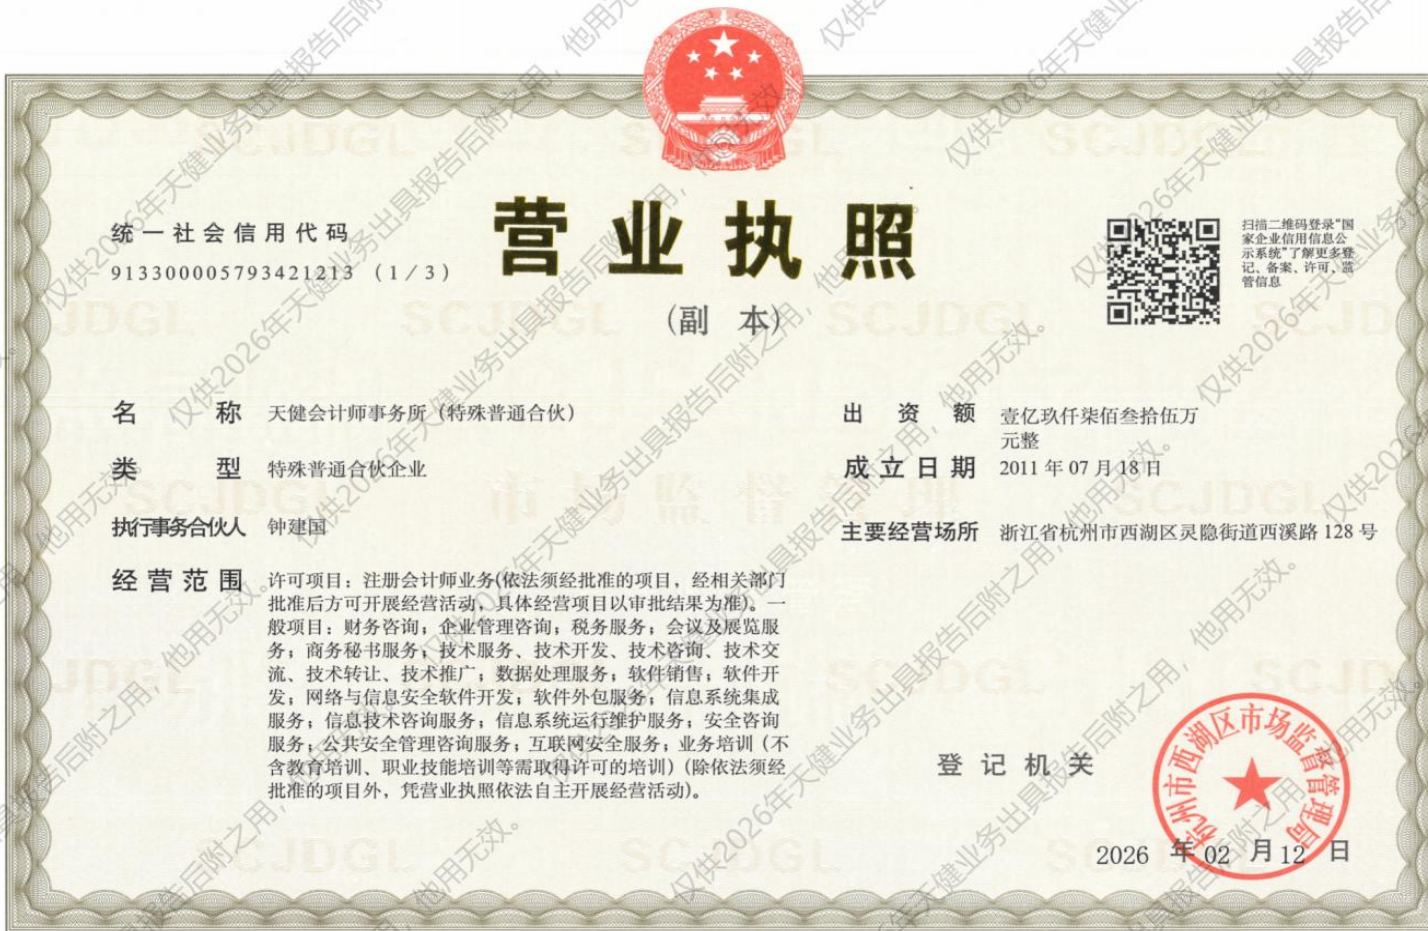 营业执照
(副 本)
统一社会信用代码
913300005793421213 (1/3)
扫描二维码登录“国
家企业信用信息公
示系统”了解更多登
记、备案、许可、监
管信息
名 称 天健会计师事务所（特殊普通合伙）
类 型 特殊普通合伙企业
执行事务合伙人 钟建国
经营范围 许可项目：注册会计师业务(依法须经批准的项目，经相关部门
批准后方可开展经营活动，具体经营项目以审批结果为准)。一
般项目：财务咨询；企业管理咨询；税务服务；会议及展览服
务；商务秘书服务；技术服务、技术开发、技术咨询、技术交
流、技术转让、技术推广；数据处理服务；软件销售；软件开
发；网络与信息安全软件开发；软件外包服务；信息系统集成
服务；信息技术咨询服务；信息系统运行维护服务；安全咨询
服务；公共安全管理咨询服务；互联网安全服务；业务培训（不
含教育培训、职业技能培训等需取得许可的培训）(除依法须经
批准的项目外，凭营业执照依法自主开展经营活动)。
出 资 额 壹亿玖仟柒佰叁拾伍万
元整
成立日期 2011年07月18日
主要经营场所 浙江省杭州市西湖区灵隐街道西溪路128号
登记机关
杭州市西湖区市场监督管理局
2026 年 02 月 12 日
仅供2026年天健业务出具报告后附之用，他用无效。
SCJDGL
市场监督管理